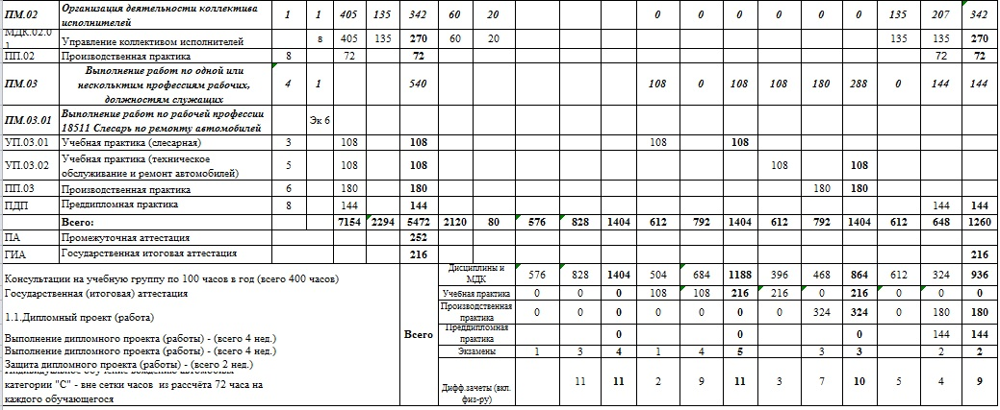 ПМ.02 Организация деятельности коллектива исполнителей 1 1 405 135 342 60 20 0 0 0 0 0 0 135 207 342
МДК.02.01 Управление коллективом исполнителей 8 405 135 270 60 20 135 135 270
ПП.02 Производственная практика 8 72 72 72 72
ПМ.03 Выполнение работ по одной или нескольктим профессиям рабочих, должностям служащих 4 1 540 108 0 108 108 180 288 0 144 144
ПМ.03.01 Выполнение работ по рабочей профессии 18511 Слесарь по ремонту автомобилей Эк 6
УП.03.01 Учебная практика (слесарная) 3 108 108 108 108
УП.03.02 Учебная практика (техническое обслуживание и ремонт автомобилей) 5 108 108 108 108
ПП.03 Производственная практика 6 180 180 180 180
ПДП Преддипломная практика 8 144 144 144 144
Всего: 7154 2294 5472 2120 80 576 828 1404 612 792 1404 612 792 1404 612 648 1260
ПА Промежуточная аттестация 252
ГИА Государственная итоговая аттестация 216 216
Консультации на учебную группу по 100 часов в год (всего 400 часов)
Государственная (итоговая) аттестация
1.1.Дипломный проект (работа)
Выполнение дипломного проекта (работы) - (всего 4 нед.)
Выполнение дипломного проекта (работы) - (всего 4 нед.)
Защита дипломного проекта (работы) - (всего 2 нед.)
категории "С" - вне сетки часов из рассчёта 72 часа на
каждого обучающегося
Всего
Дисциплины и МДК 576 828 1404 504 684 1188 396 468 864 612 324 936
Учебная практика 0 0 0 108 108 216 216 0 216 0 0 0
Производственная практика 0 0 0 0 0 0 0 324 324 0 180 180
Преддипломная практика 0 0 0 144 144
Экзамены 1 3 4 1 4 5 3 3 2 2
Дифф.зачеты (вкл. физ-ру) 11 11 2 9 11 3 7 10 5 4 9